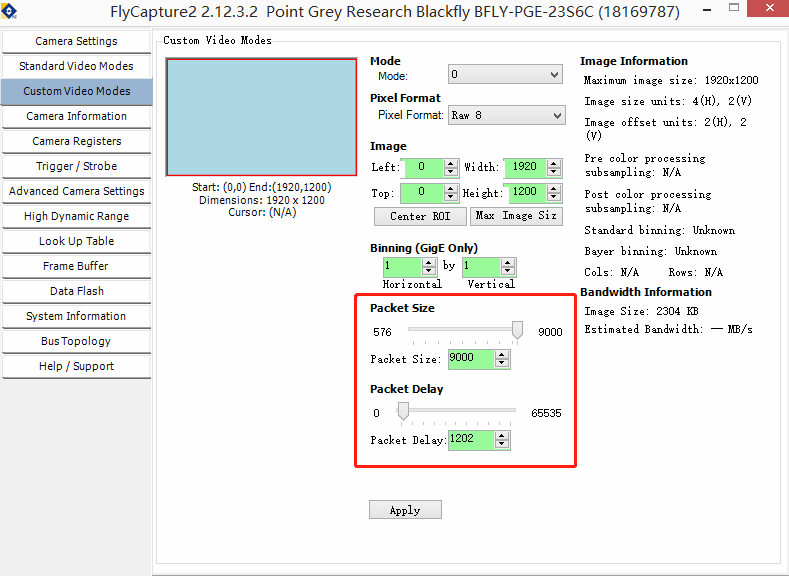 FlyCapture2 2.12.3.2 Point Grey Research Blackfly BFLY-PGE-23S6C (18169787)
Camera Settings
Standard Video Modes
Custom Video Modes
Camera Information
Camera Registers
Trigger / Strobe
Advanced Camera Settings
High Dynamic Range
Look Up Table
Frame Buffer
Data Flash
System Information
Bus Topology
Help / Support
Custom Video Modes
Start: (0,0) End:(1920,1200)
Dimensions: 1920 x 1200
Cursor: (N/A)
Mode
Mode: 0
Pixel Format
Pixel Format: Raw 8
Image
Left: 0 Width: 1920
Top: 0 Height: 1200
Center ROI Max Image Siz
Binning (GigE Only)
1 by 1
Horizontal Vertical
Packet Size
576 9000
Packet Size: 9000
Packet Delay
0 65535
Packet Delay: 1202
Apply
Image Information
Maximum image size: 1920x1200
Image size units: 4(H), 2(V)
Image offset units: 2(H), 2
(V)
Pre color processing
subsampling: N/A
Post color processing
subsampling: N/A
Standard binning: Unknown
Bayer binning: Unknown
Cols: N/A Rows: N/A
Bandwidth Information
Image Size: 2304 KB
Estimated Bandwidth: — MB/s